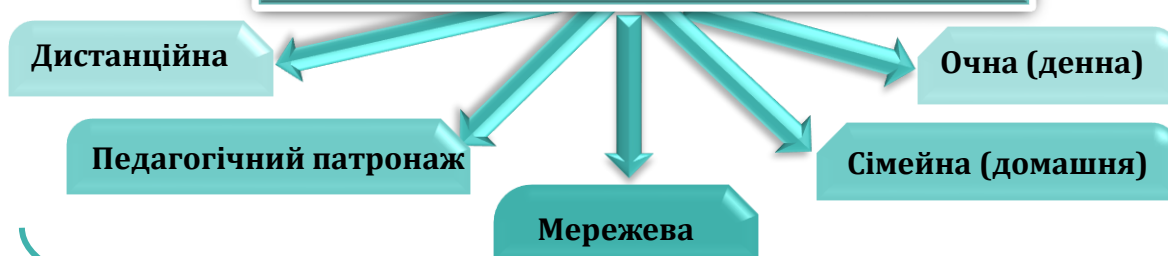 Дистанційна
Очна (денна)
Педагогічний патронаж
Сімейна (домашня)
Мережева